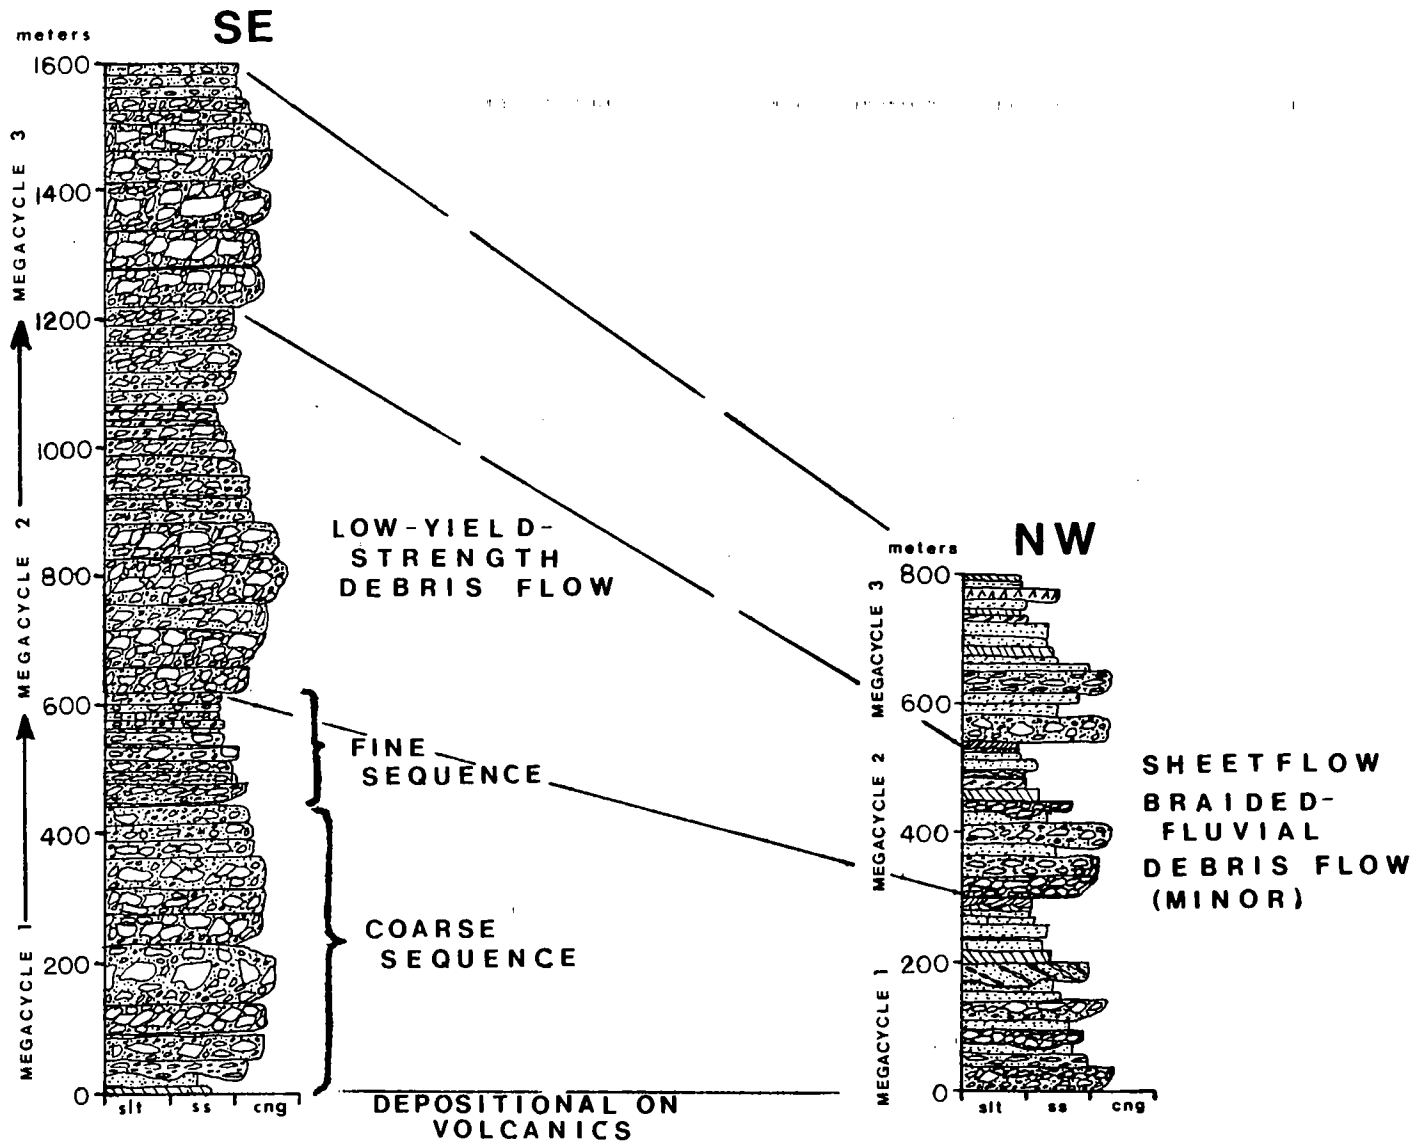 SE
meters
1600
1400
1200
1000
800
600
400
200
0
MEGACYCLE 3
MEGACYCLE 2
MEGACYCLE 1
slt ss cng
LOW-YIELD-
STRENGTH
DEBRIS FLOW
FINE
SEQUENCE
COARSE
SEQUENCE
DEPOSITIONAL ON
VOLCANICS
NW
meters
800
600
400
200
0
MEGACYCLE 3
MEGACYCLE 2
MEGACYCLE 1
slt ss cng
SHEETFLOW
BRAIDED-
FLUVIAL
DEBRIS FLOW
(MINOR)